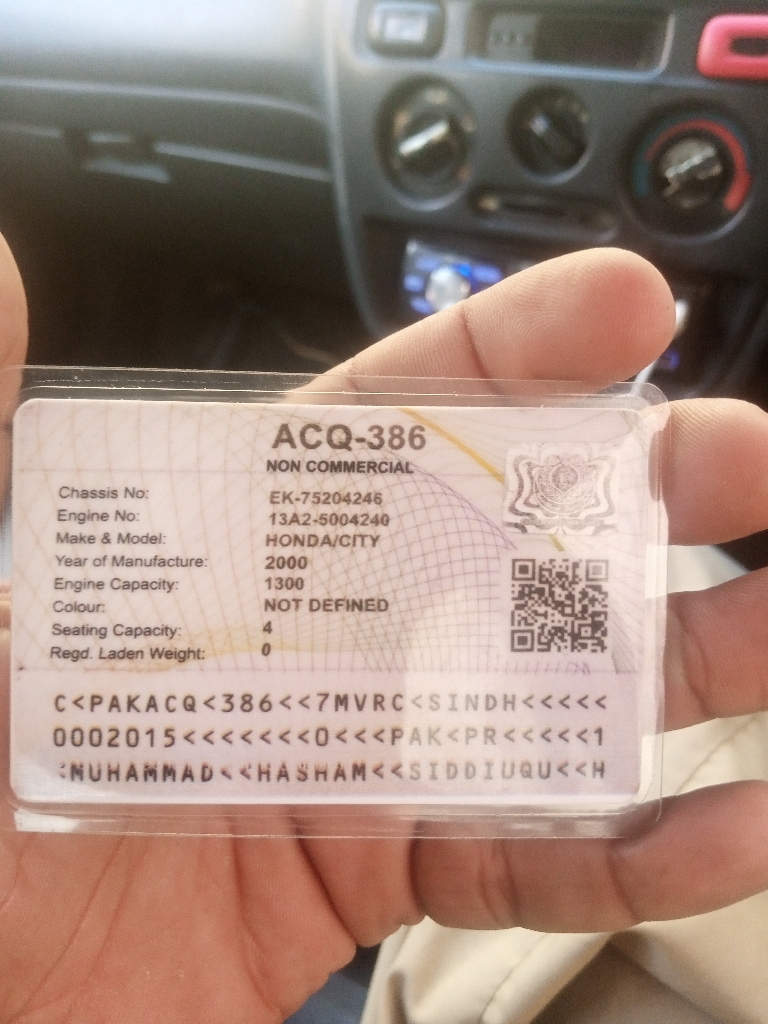 ACQ-386
NON COMMERCIAL
Chassis No: EK-75204246
Engine No: 13A2-5004240
Make & Model: HONDA/CITY
Year of Manufacture: 2000
Engine Capacity: 1300
Colour: NOT DEFINED
Seating Capacity: 4
Regd. Laden Weight: 0
C<PAKACQ<386<<7MVRC<SINDH<<<<<
0002015<<<<<<<0<<<PAK<PR<<<<<1
<MUHAMMAD<<HASHAM<<SIDDIUQU<<H